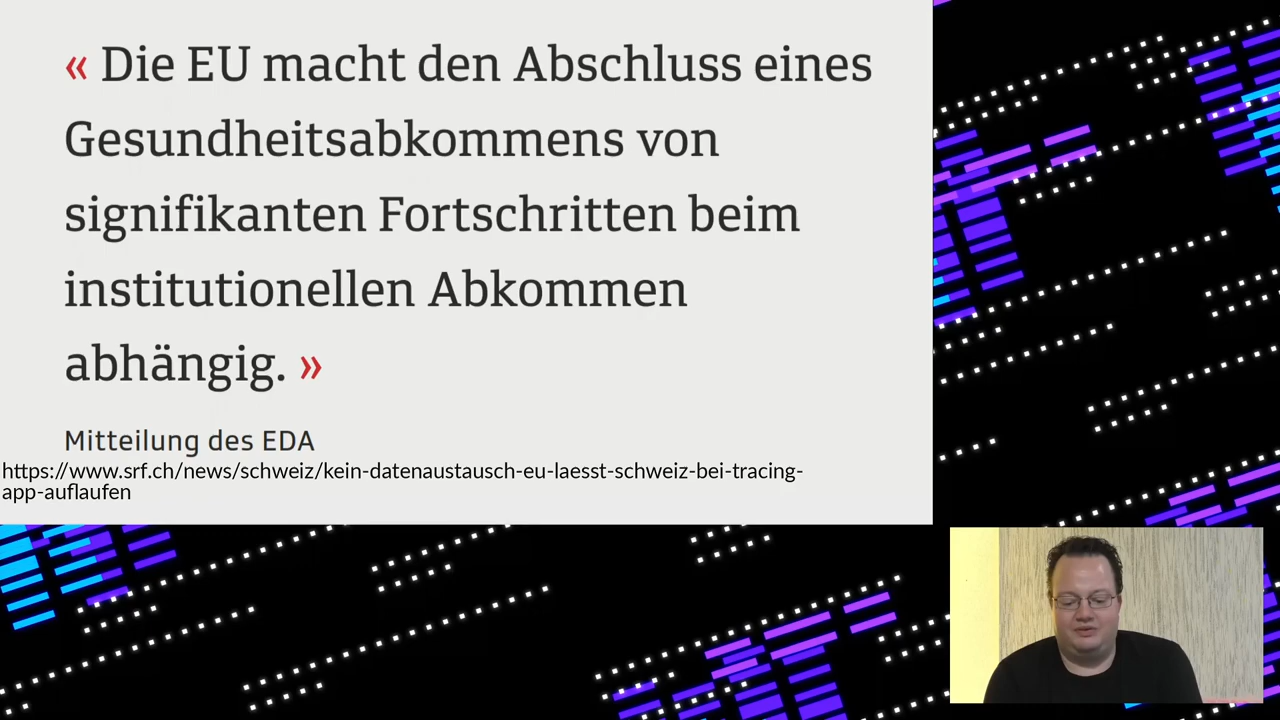 « Die EU macht den Abschluss eines
Gesundheitsabkommens von
signifikanten Fortschritten beim
institutionellen Abkommen
abhängig. »
Mitteilung des EDA
https://www.srf.ch/news/schweiz/kein-datenaustausch-eu-laesst-schweiz-bei-tracing-
app-auflaufen